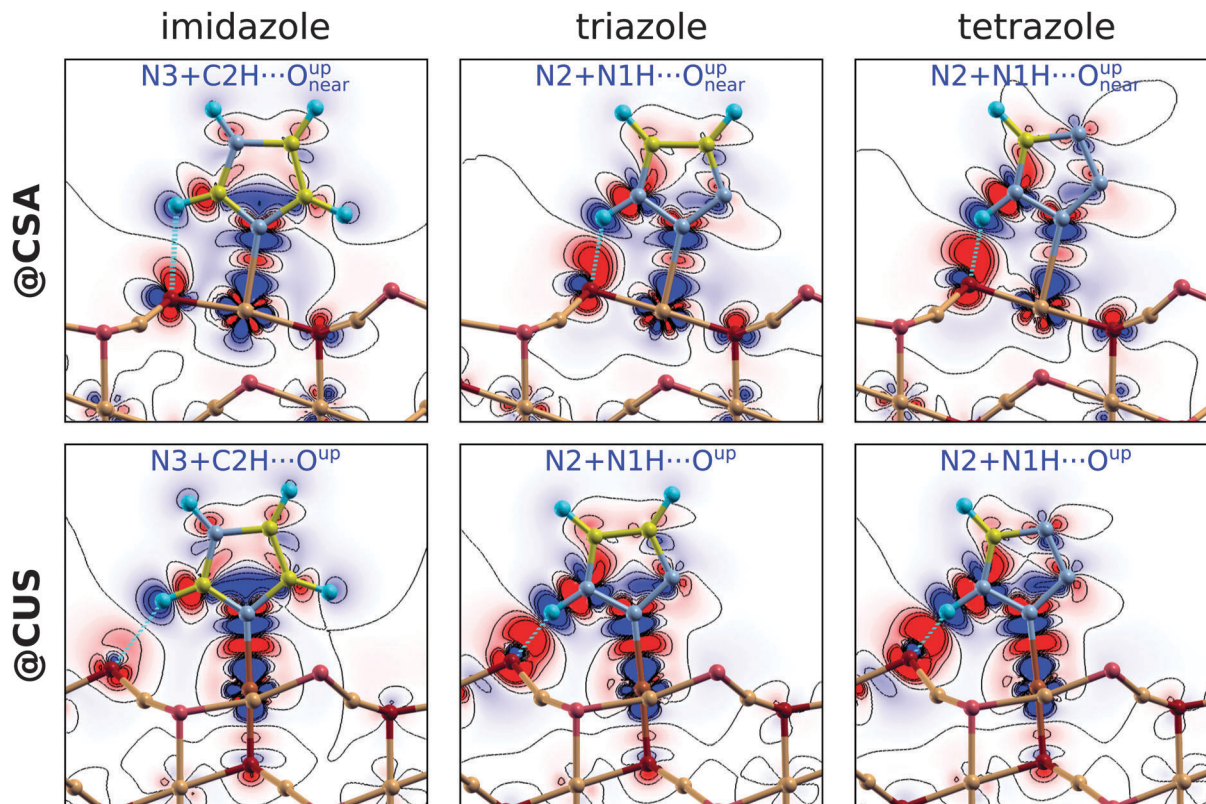 imidazole triazole tetrazole
@CSA
N3+C2H···O^up_near N2+N1H···O^up_near N2+N1H···O^up_near
@CUS
N3+C2H···O^up N2+N1H···O^up N2+N1H···O^up